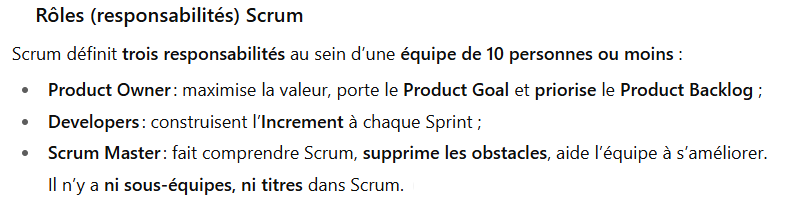 Rôles (responsabilités) Scrum
Scrum définit trois responsabilités au sein d’une équipe de 10 personnes ou moins :
• Product Owner : maximise la valeur, porte le Product Goal et priorise le Product Backlog ;
• Developers : construisent l’Increment à chaque Sprint ;
• Scrum Master : fait comprendre Scrum, supprime les obstacles, aide l’équipe à s’améliorer.
Il n’y a ni sous-équipes, ni titres dans Scrum.